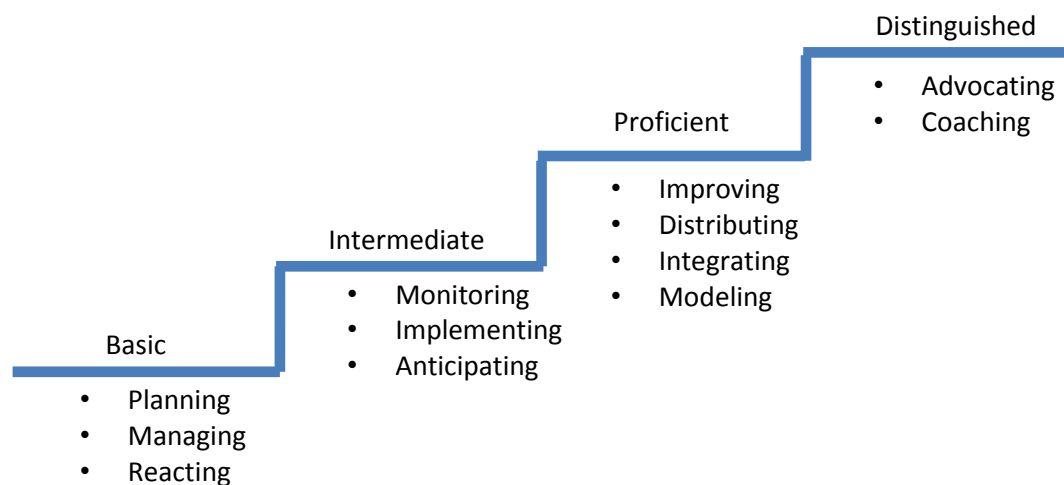 Basic
• Planning
• Managing
• Reacting
Intermediate
• Monitoring
• Implementing
• Anticipating
Proficient
• Improving
• Distributing
• Integrating
• Modeling
Distinguished
• Advocating
• Coaching